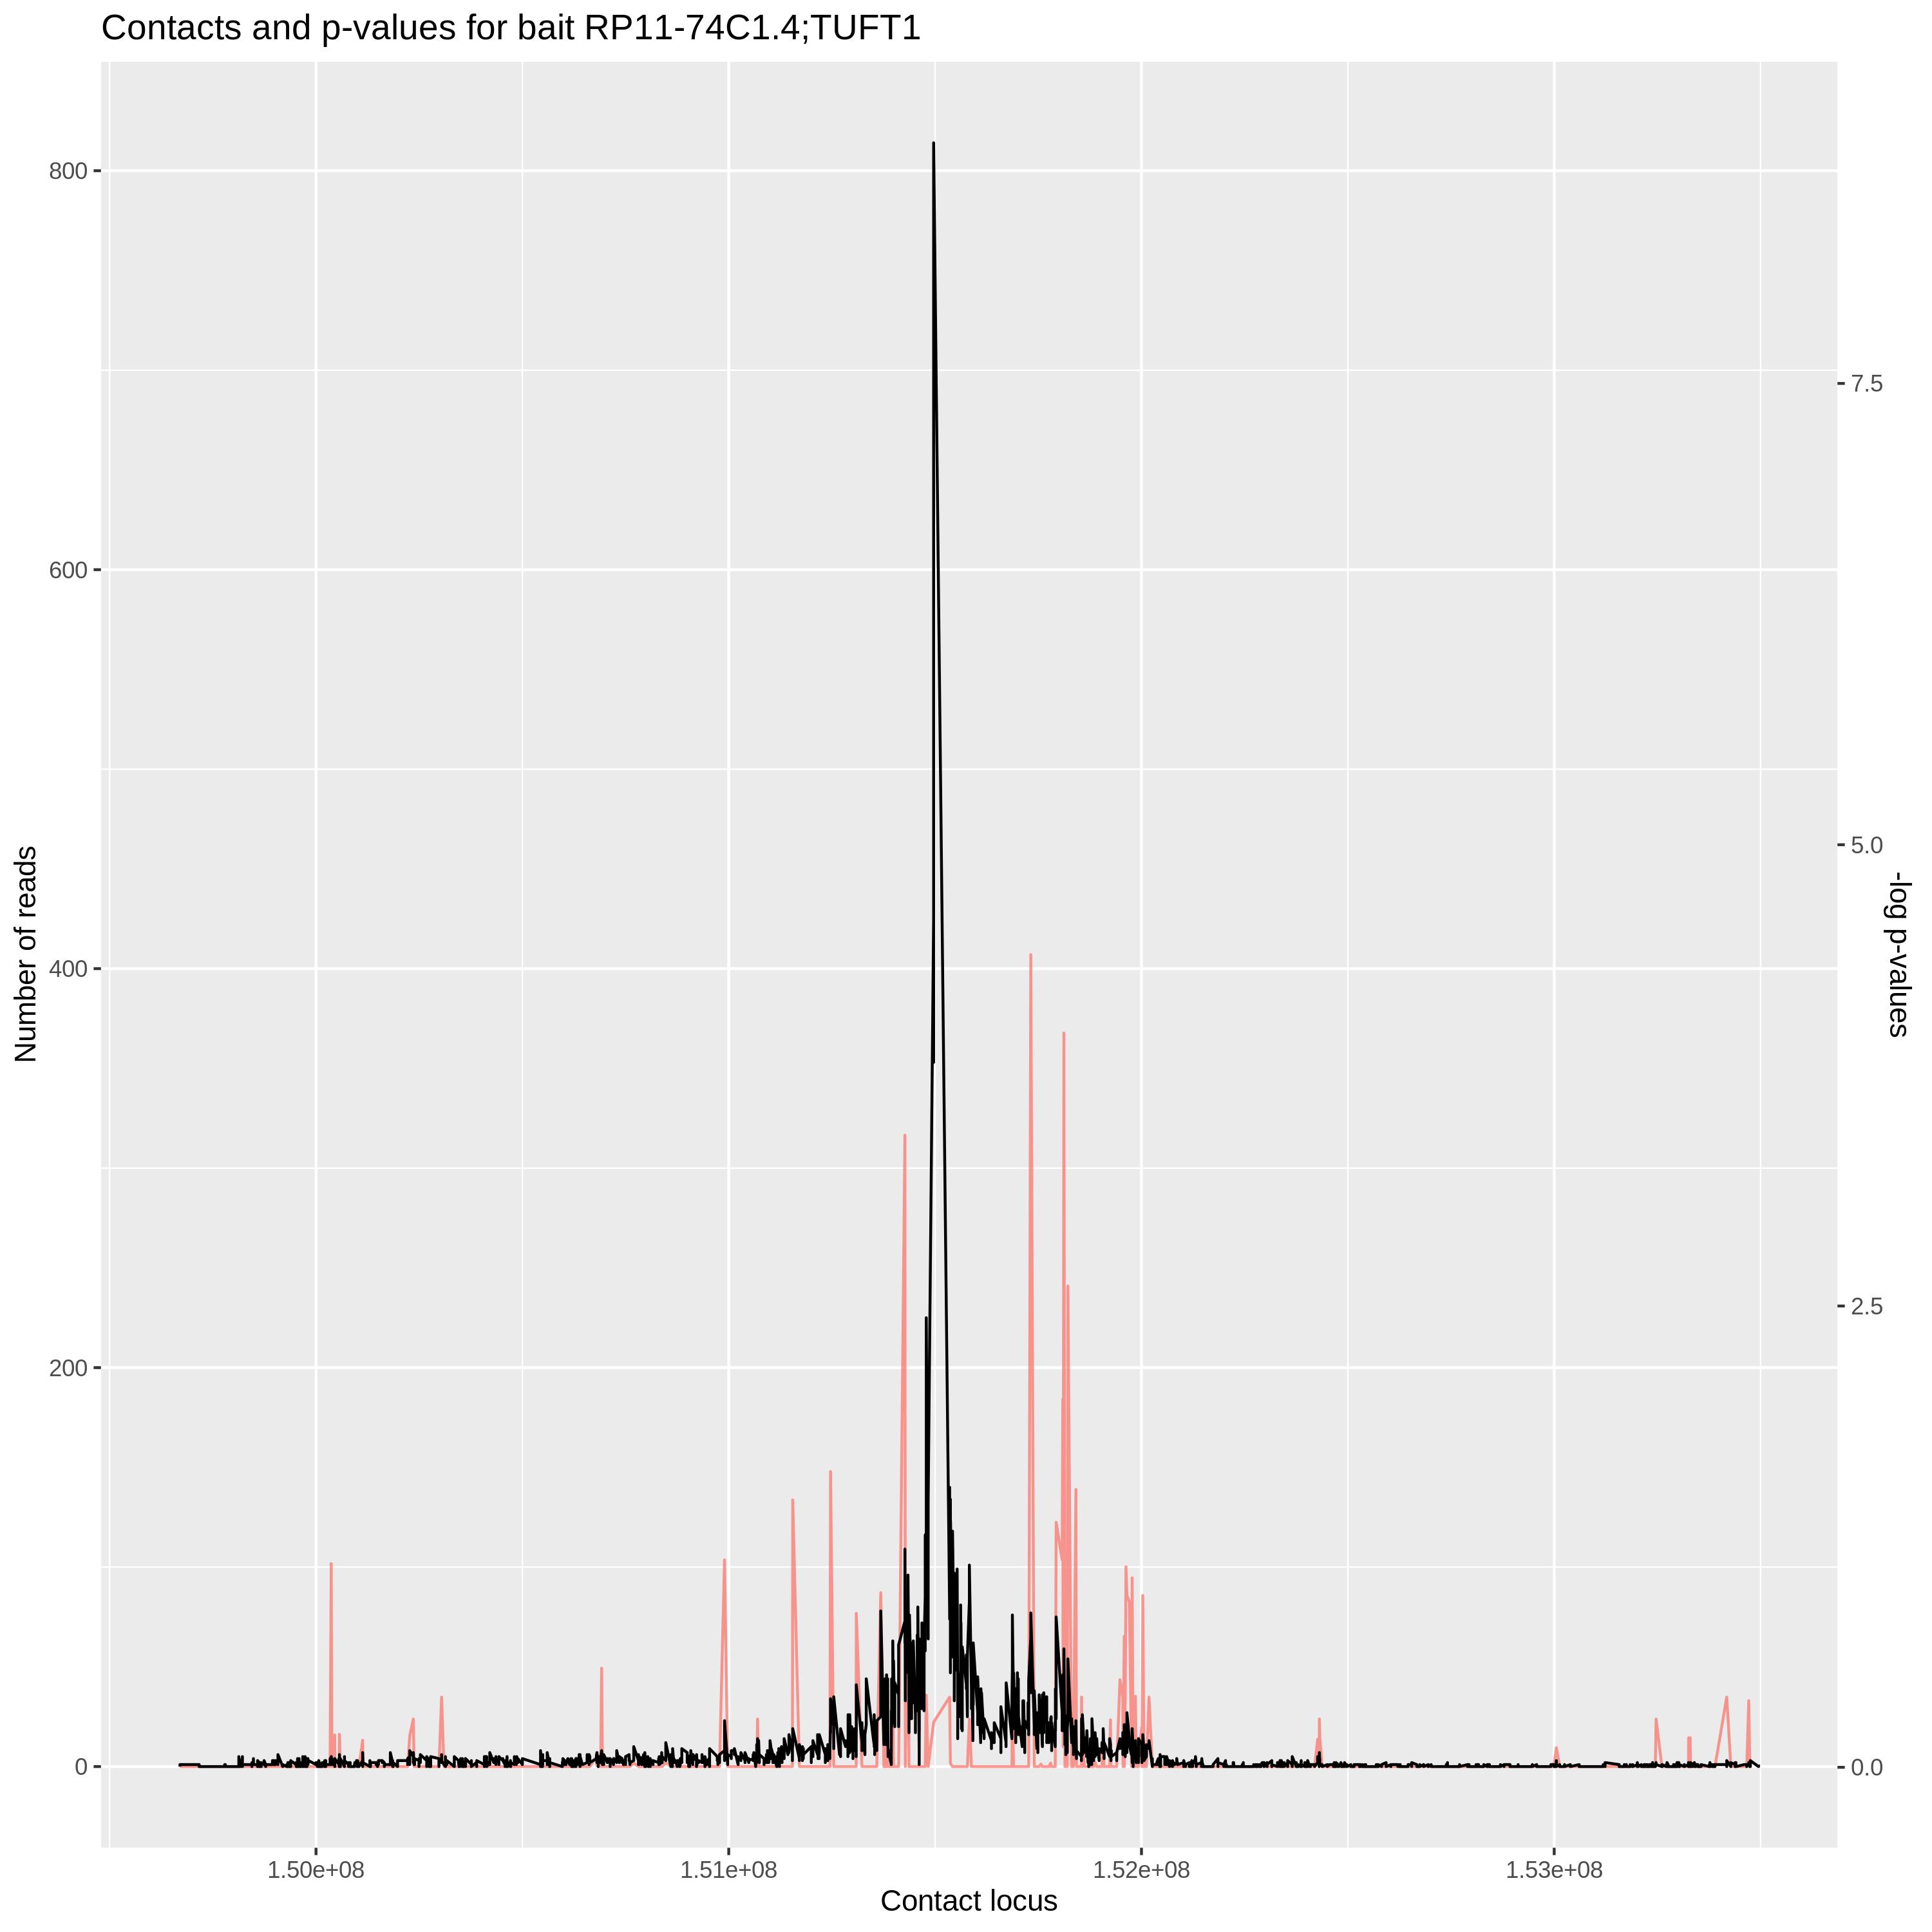 Contacts and p-values for bait RP11-74C1.4;TUFT1
800
600
400
200
0
Number of reads
7.5
5.0
2.5
0.0
-log p-values
1.50e+08
1.51e+08
1.52e+08
1.53e+08
Contact locus